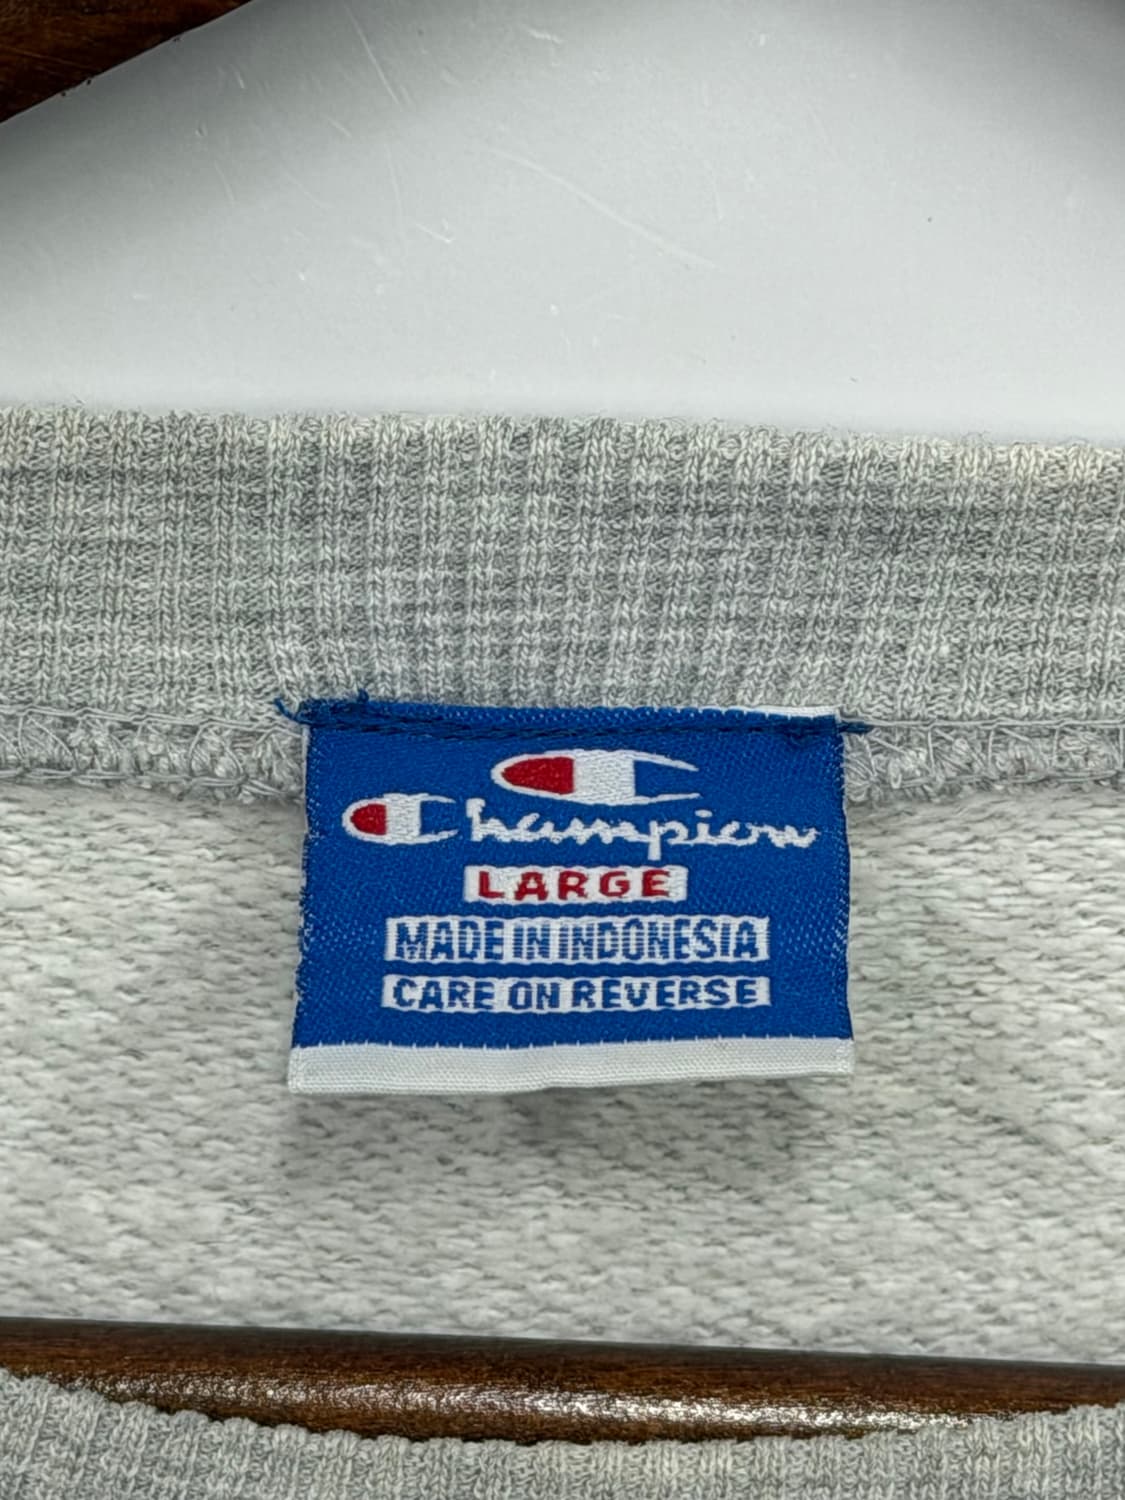 Champion
LARGE
MADE IN INDONESIA
CARE ON REVERSE